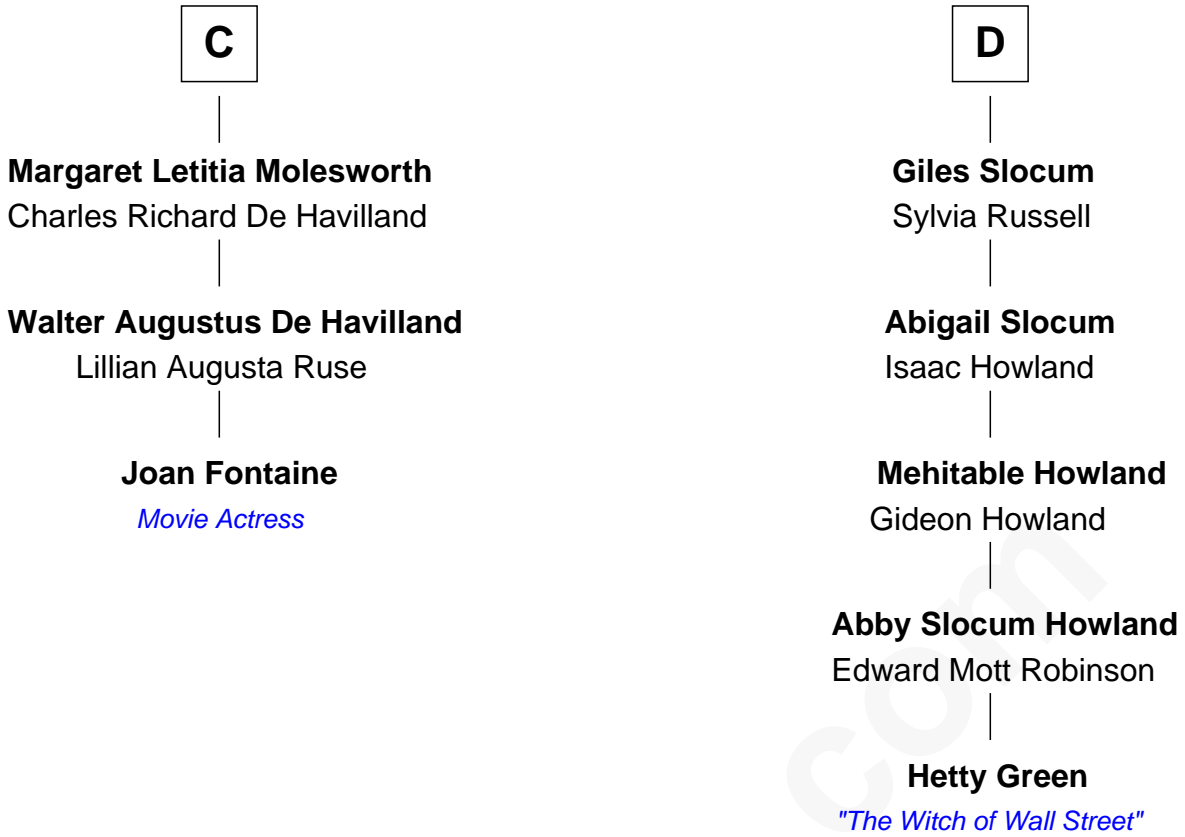 C
Margaret Letitia Molesworth
Charles Richard De Havilland
Walter Augustus De Havilland
Lillian Augusta Ruse
Joan Fontaine
Movie Actress
D
Giles Slocum
Sylvia Russell
Abigail Slocum
Isaac Howland
Mehitable Howland
Gideon Howland
Abby Slocum Howland
Edward Mott Robinson
Hetty Green
"The Witch of Wall Street"
com